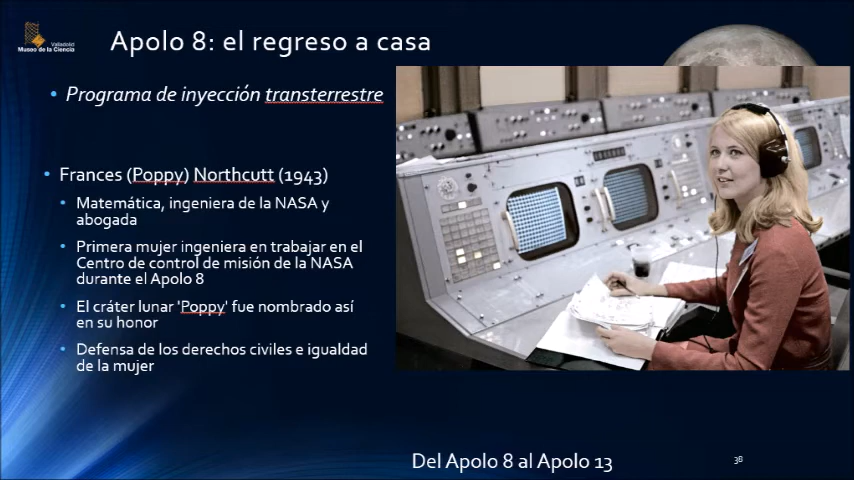 Valladolid
Museo de la Ciencia
Apolo 8: el regreso a casa
• Programa de inyección transterrestre
• Frances (Poppy) Northcutt (1943)
• Matemática, ingeniera de la NASA y
abogada
• Primera mujer ingeniera en trabajar en el
Centro de control de misión de la NASA
durante el Apolo 8
• El cráter lunar 'Poppy' fue nombrado así
en su honor
• Defensa de los derechos civiles e igualdad
de la mujer
Del Apolo 8 al Apolo 13
38